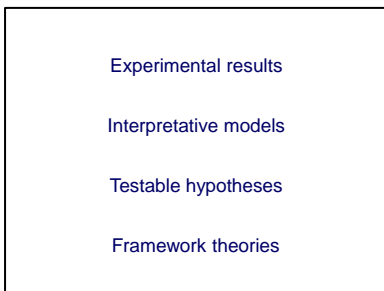 Experimental results
Interpretative models
Testable hypotheses
Framework theories